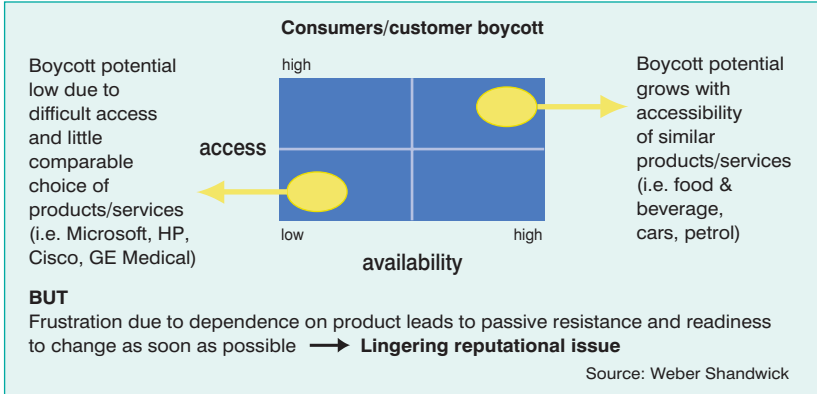 Consumers/customer boycott
Boycott potential
low due to
difficult access
and little
comparable
choice of
products/services
(i.e. Microsoft, HP,
Cisco, GE Medical)
high
access
low
high
availability
Boycott potential
grows with
accessibility
of similar
products/services
(i.e. food &
beverage,
cars, petrol)
BUT
Frustration due to dependence on product leads to passive resistance and readiness
to change as soon as possible → Lingering reputational issue
Source: Weber Shandwick